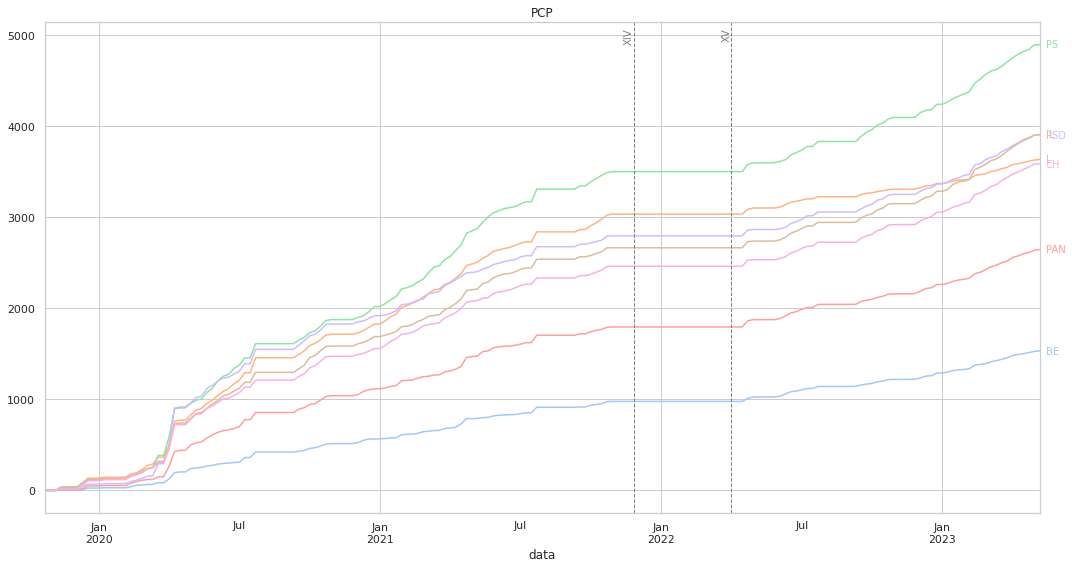 PCP
5000
4000
3000
2000
1000
0
XIV
XV
PS
PSD
CH
PAN
BE
Jan
2020
Jul
Jan
2021
Jul
Jan
2022
Jul
Jan
2023
data